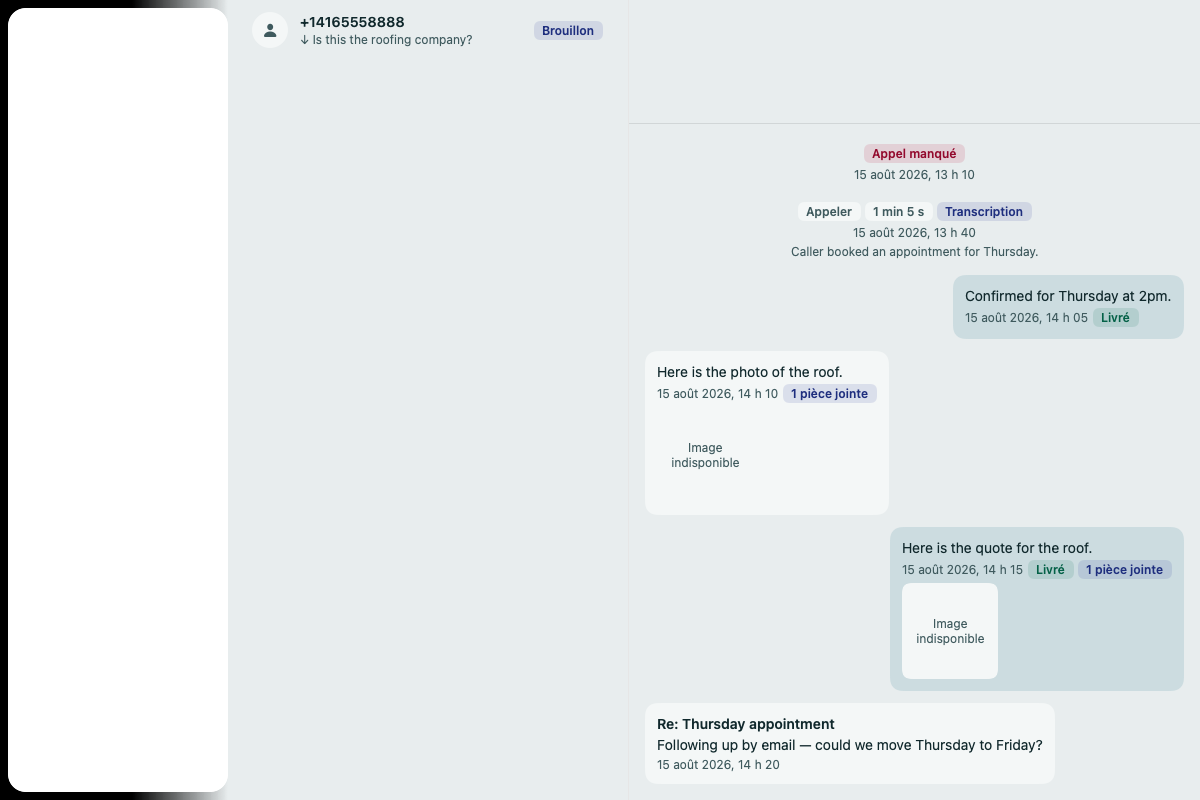 +14165558888
↓ Is this the roofing company?
Brouillon
Appel manqué
15 août 2026, 13 h 10
Appeler 1 min 5 s Transcription
15 août 2026, 13 h 40
Caller booked an appointment for Thursday.
Confirmed for Thursday at 2pm.
15 août 2026, 14 h 05 Livré
Here is the photo of the roof.
15 août 2026, 14 h 10 1 pièce jointe
Image
indisponible
Here is the quote for the roof.
15 août 2026, 14 h 15 Livré 1 pièce jointe
Image
indisponible
Re: Thursday appointment
Following up by email — could we move Thursday to Friday?
15 août 2026, 14 h 20